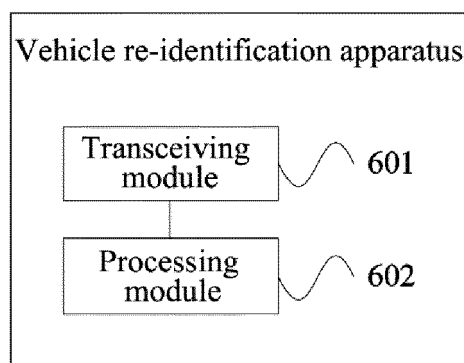 Vehicle re-identification apparatus
Transceiving
module
601
Processing
module
602